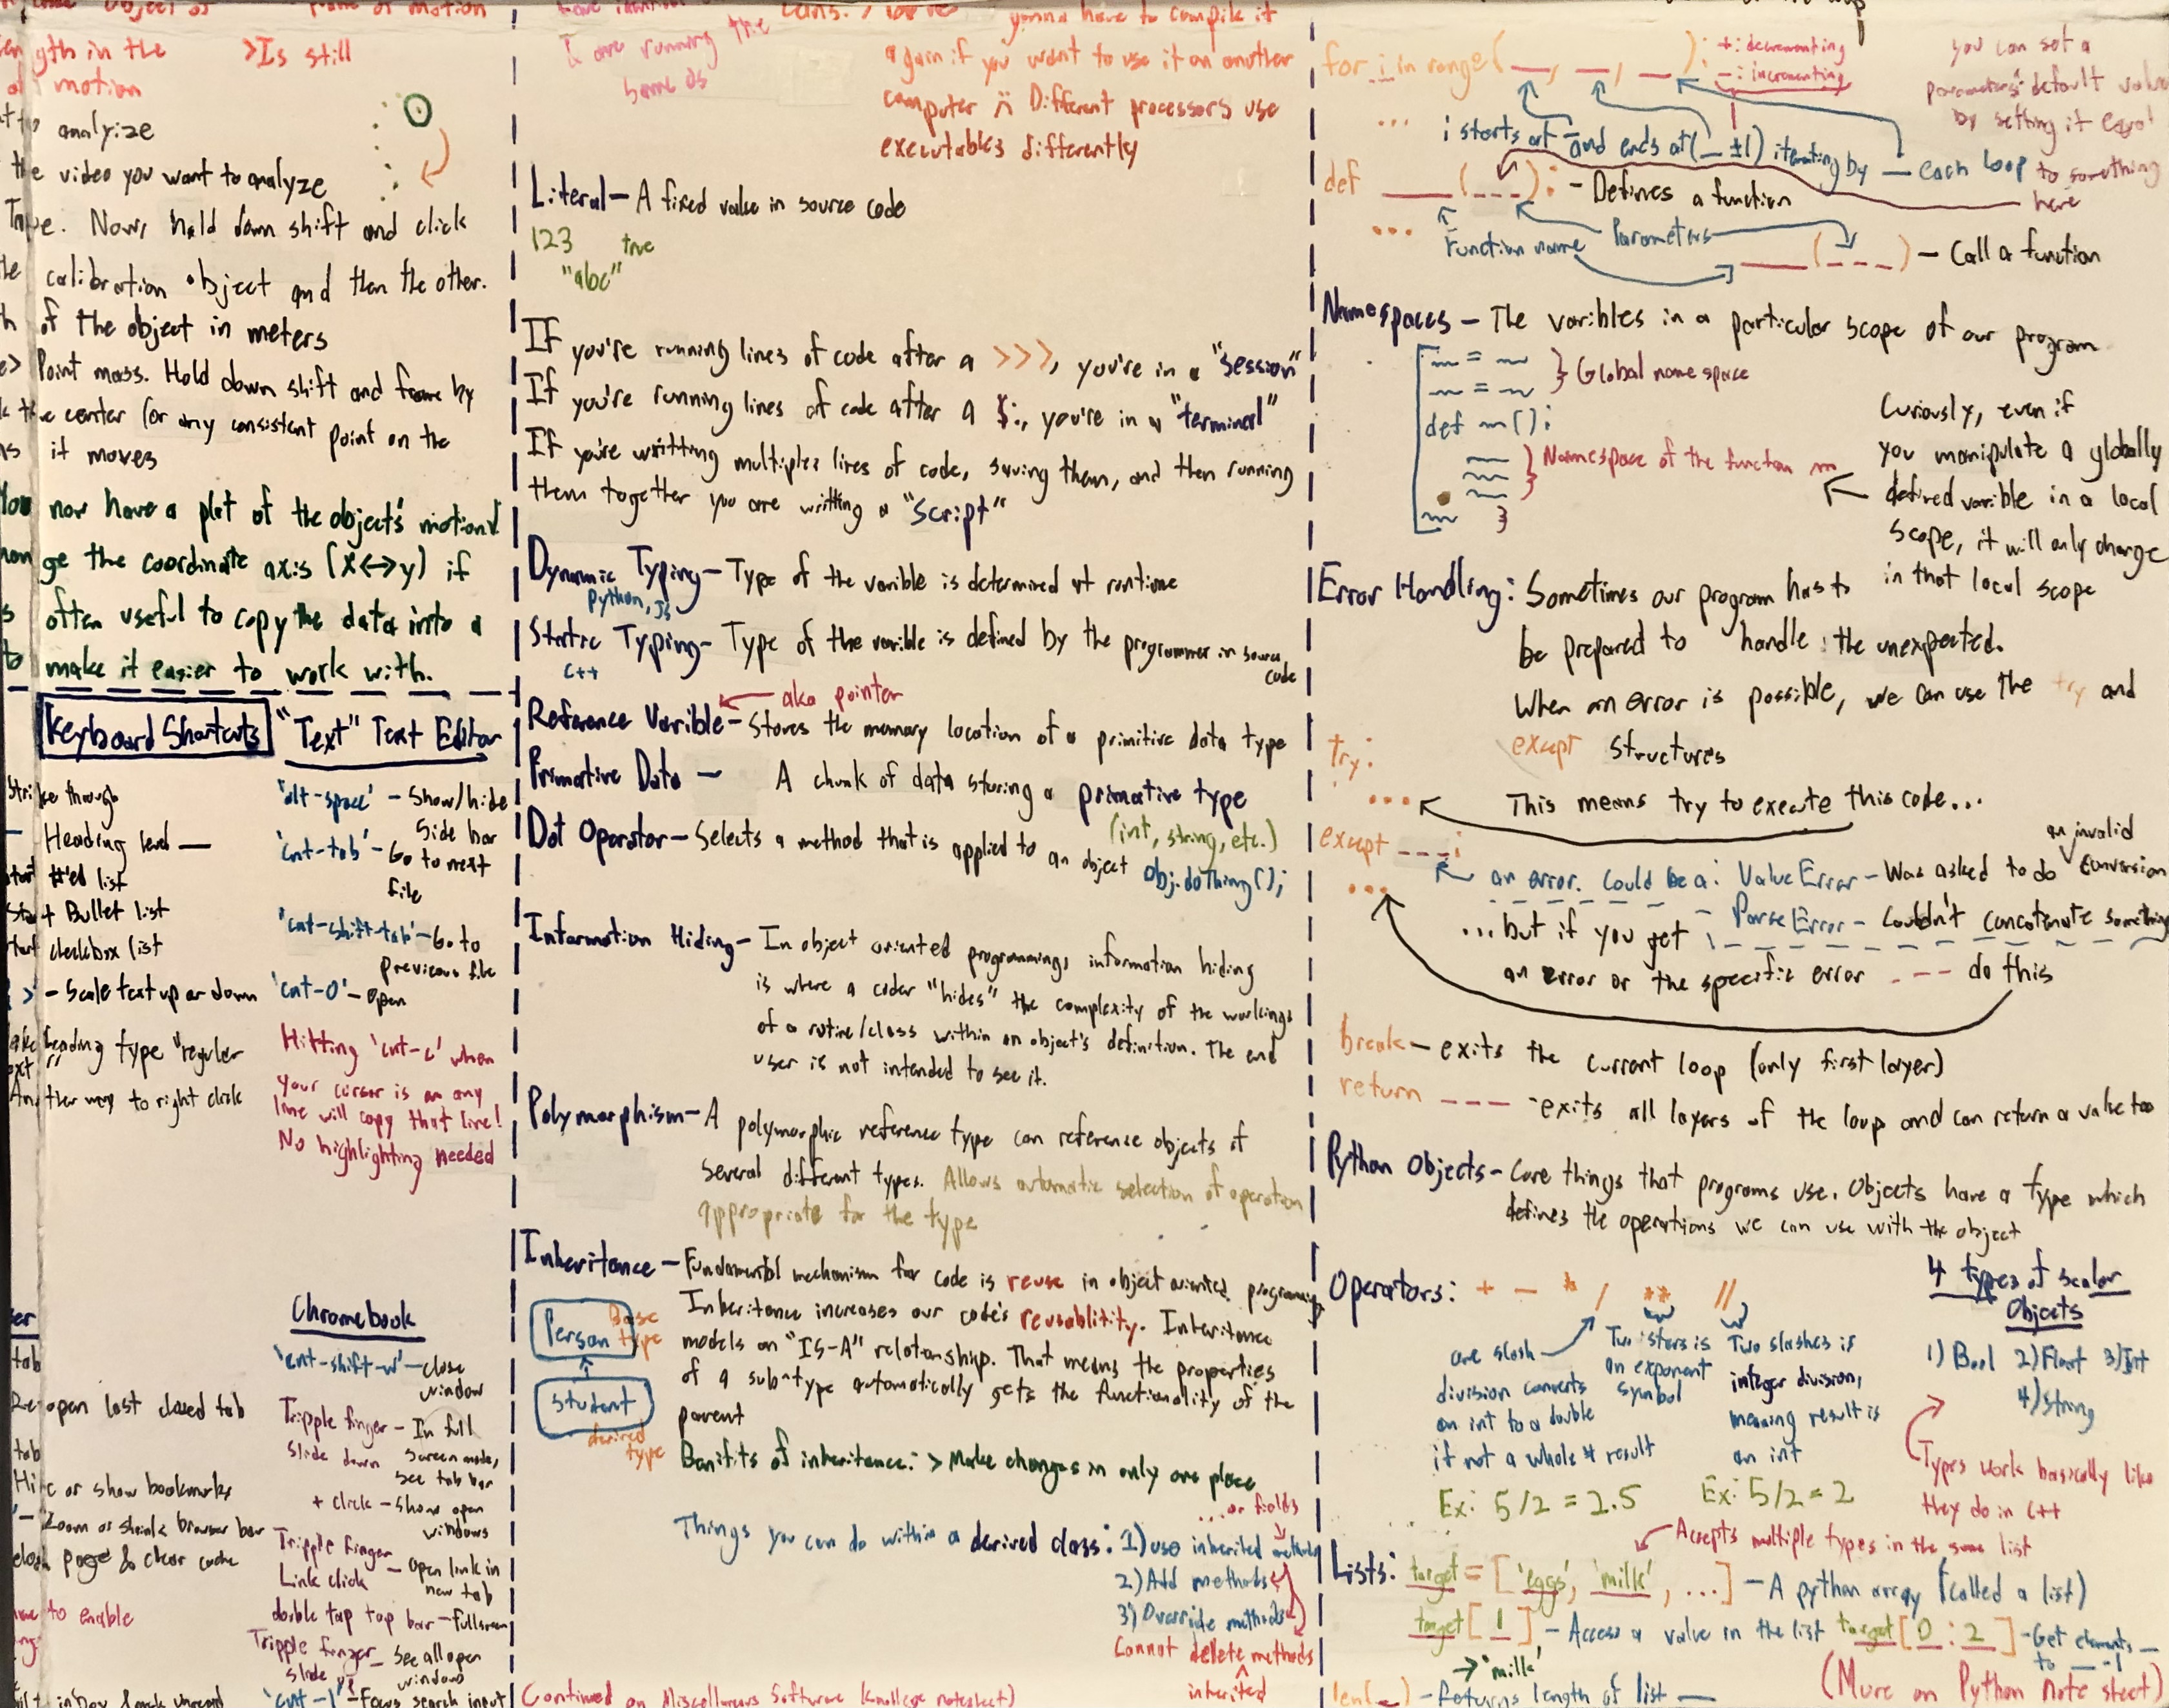 object as
name of motion
length in the
>Is still
motion
to analyze
the video you want to analyze
Tape. Now, hold down shift and click
calibration object and then the other.
of the object in meters
> Point mass. Hold down shift and frame by
the center (or any consistent point on the
it moves
You now have a plot of the objects' motion!
ge the coordinate axis (x<->y) if
often useful to copy the data into a
to make it easier to work with.
Keyboard Shortcuts
Strike through
— Heading level —
Start #'ed list
Start Bullet list
Start checkbox list
> - Scale text up or down
heading type "regular
Another way to right click
tab
Re-open last closed tab
tab
Hide or show bookmarks
Zoom or shrink browser bar
page & clear cache
to enable
"Text" Text Editor
'alt-space' - Show/hide
Side bar
'cnt-tab' - Go
to next
file
'cnt-shift-tab' - Go to
previous file
'cnt-O' - Open
Hitting 'cnt-c' when
your cursor is on any
line will copy that line!
No highlighting needed
Chromebook
'cnt-shift-w' - close
window
Tripple finger - In full
slide down screen mode,
see tab bar
+ click - show open
windows
Tripple finger
Link click - open link in
new tab
double tap top bar - fullscreen
Tripple finger - See all open
slide up windows
'cnt-l' - Focus search input
I are running the
same as
gonna have to compile it
again if you want to use it on another
computer :( Different processors use
executables differently
Literal - A fixed value in source code
123 true
"abc"
If you're running lines of code after a >>>, you're in a "session"
If you're running lines of code after a $:, you're in a "terminal"
If you're writting multiple lines of code, saving them, and then running
them together you are writting a "Script"
Dynamic Typing - Type of the varible is determined at runtime
Python, JS
Static Typing - Type of the varible is defined by the programmer in source
C++ code
<- aka pointer
Reference Varible - Stores the memory location of a primitive data type
Primative Data - A chunk of data storing a primative type
(int, string, etc.)
Dot Operator - Selects a method that is applied to an object obj.doThing();
Information Hiding - In object oriented programming, information hiding
is where a coder "hides" the complexity of the workings
of a rotine/class within an object's definition. The end
user is not intended to see it.
Polymorphism - A polymorphic reference type can reference objects of
several different types. Allows automatic selection of operation
appropriate for the type
Inheritance - Fundamental mechanism for code is reuse in object oriented programming
Inheritance increases our code's reusablitity. Inheritance
models an "IS-A" relationship. That means the properties
of a sub-type automatically gets the functionality of the
parent
Person Base type
Student derived type
Banifits of inheritance: > Make changes in only one place
...or fields
Things you can do within a derived class: 1) use inherited methods
2) Add methods
3) Override methods
Cannot delete methods
inherited
(Continued on Miscellaneous Software Knowllege notesheet)
for i in range( __, __, __ ): +: decrementing
-: incrementing
...
i starts at — and ends at (_ ±1) iterating by — each loop
you can set a
parameters' default value
by setting it equal
to something
here
def ____ (---): - Defines a function
...
Function name Parameters
____ (---) - Call a function
Namespaces - The varibles in a particular scope of our program
~ = ~
~ = ~
} Global name space
def m():
} Namespace of the function m
Curiously, even if
you manipulate a globally
defined varible in a local
scope, it will only change
in that local scope
Error Handling: Sometimes our program has to
be prepared to handle the unexpected.
When an error is possible, we can use the try and
except structures
try:
... This means try to execute this code...
except ---:
an error. Could be a: ValueError - Was asked to do an invalid conversion
ParseError - Couldn't concatenate something
...
...but if you get
an error or the specific error --- do this
break - exits the current loop (only first layer)
return --- - exits all layers of the loop and can return a value too
Python Objects - Core things that programs use. Objects have a type which
defines the operations we can use with the object
Operators: + - * / ** //
one slash
division converts
an int to a double
if not a whole # result
Ex: 5/2 = 2.5
Two stars is
an exponent
symbol
Two slashes is
integer division,
meaning result is
an int
Ex: 5/2 = 2
4 types of Scalar
Objects
1) Bool 2) Float 3) Int
4) String
Types work basically like
they do in C++
Accepts multiple types in the same list
Lists: target = ['eggs', 'milk', ...] - A python array (called a list)
target[1] - Access a value in the list target[0:2] - Get elements —
to — -1
-> 'milk'
len(_) - Returns length of list —
(More on Python Note sheet)